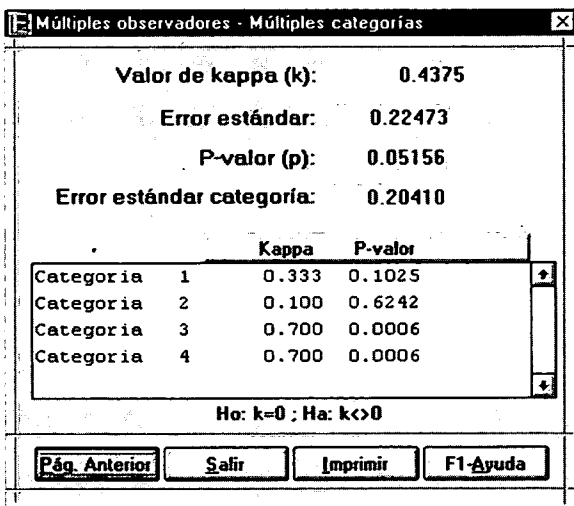 Múltiples observadores - Múltiples categorías
Valor de kappa (k): 0.4375
Error estándar: 0.22473
P-valor (p): 0.05156
Error estándar categoría: 0.20410
Kappa P-valor
Categoria 1 0.333 0.1025
Categoria 2 0.100 0.6242
Categoria 3 0.700 0.0006
Categoria 4 0.700 0.0006
Ho: k=0 ; Ha: k<>0
Pág. Anterior Salir Imprimir F1-Ayuda